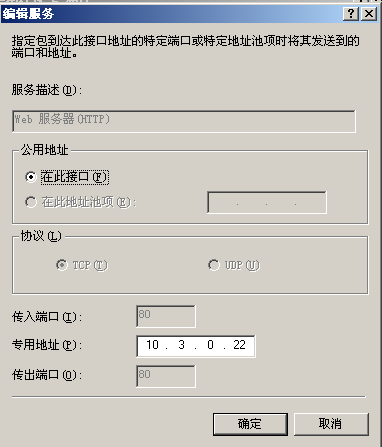 编辑服务
指定包到达此接口地址的特定端口或特定地址池项时将其发送到的
端口和地址。
服务描述(D):
Web 服务器(HTTP)
公用地址
在此接口(F)
在此地址池项(E):
协议(L)
TCP(T) UDP(U)
传入端口(I): 80
专用地址(P): 10 . 3 . 0 . 22
传出端口(O): 80
确定 取消